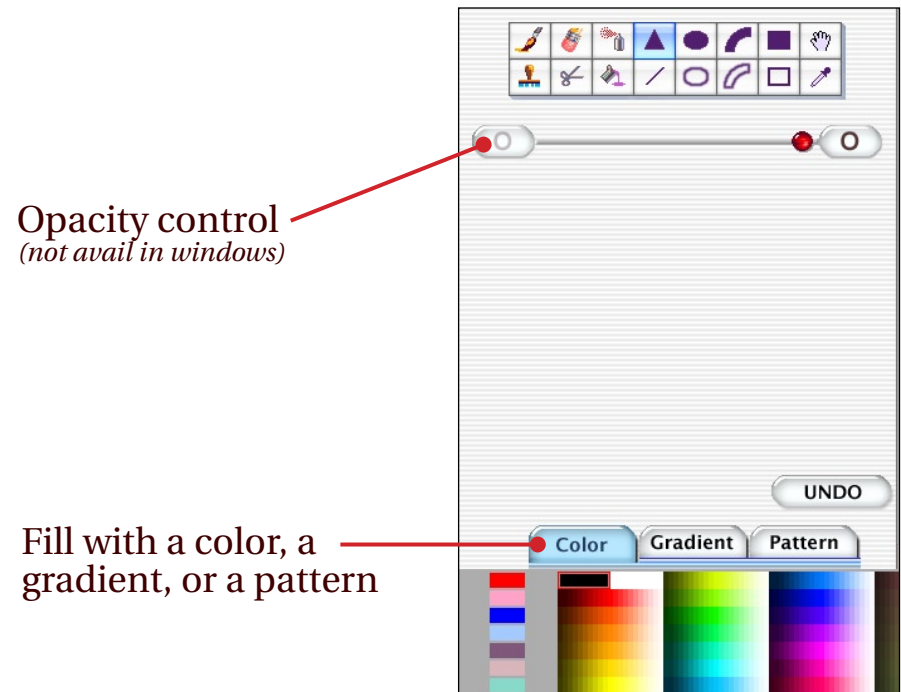 O
O
Opacity control
(not avail in windows)
UNDO
Fill with a color, a
gradient, or a pattern
Color
Gradient
Pattern